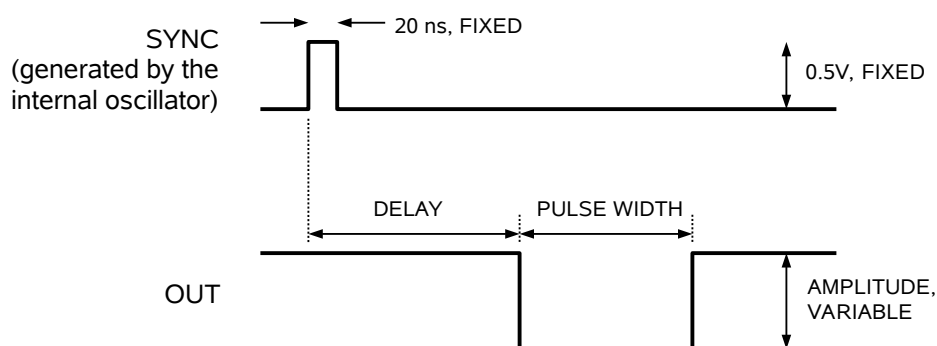 20 ns, FIXED
SYNC
(generated by the
internal oscillator)
0.5V, FIXED
DELAY
PULSE WIDTH
OUT
AMPLITUDE,
VARIABLE